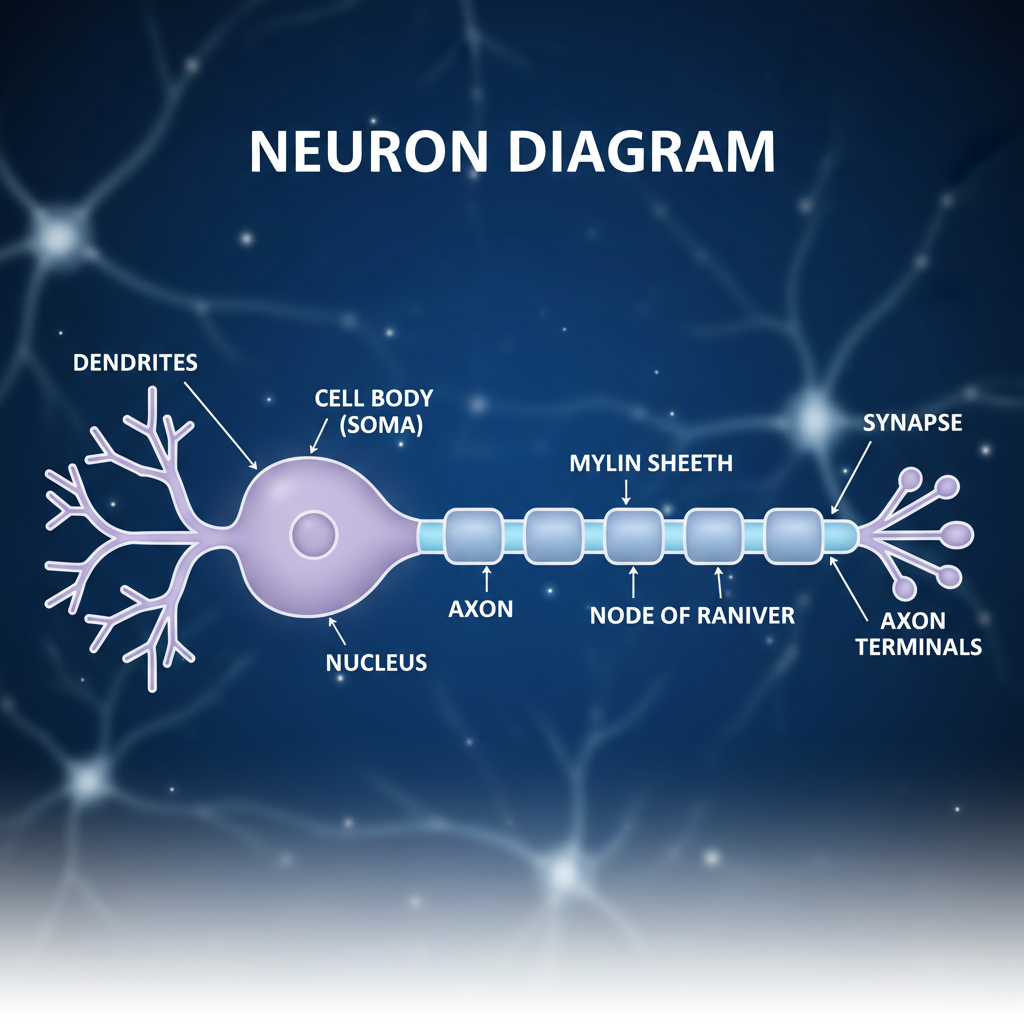 NEURON DIAGRAM
DENDRITES
CELL BODY
(SOMA)
SYNAPSE
MYLIN SHEETH
AXON
NODE OF RANIVER
AXON
TERMINALS
NUCLEUS